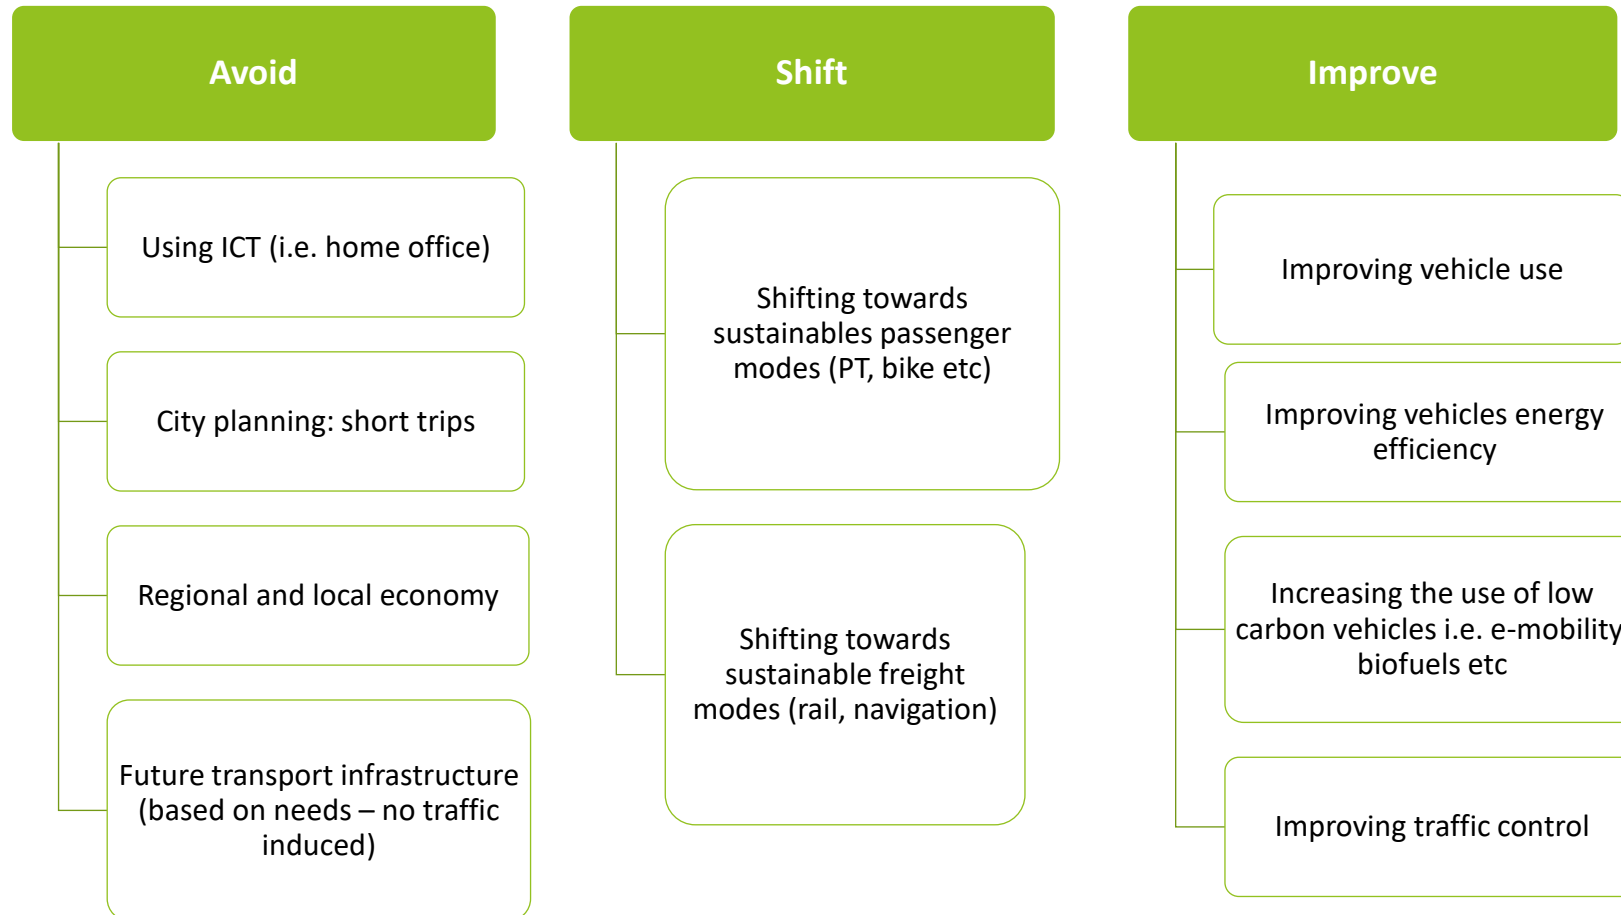 Avoid
Using ICT (i.e. home office)
City planning: short trips
Regional and local economy
Future transport infrastructure
(based on needs – no traffic
induced)
Shift
Shifting towards
sustainables passenger
modes (PT, bike etc)
Shifting towards
sustainable freight
modes (rail, navigation)
Improve
Improving vehicle use
Improving vehicles energy
efficiency
Increasing the use of low
carbon vehicles i.e. e-mobility
biofuels etc
Improving traffic control